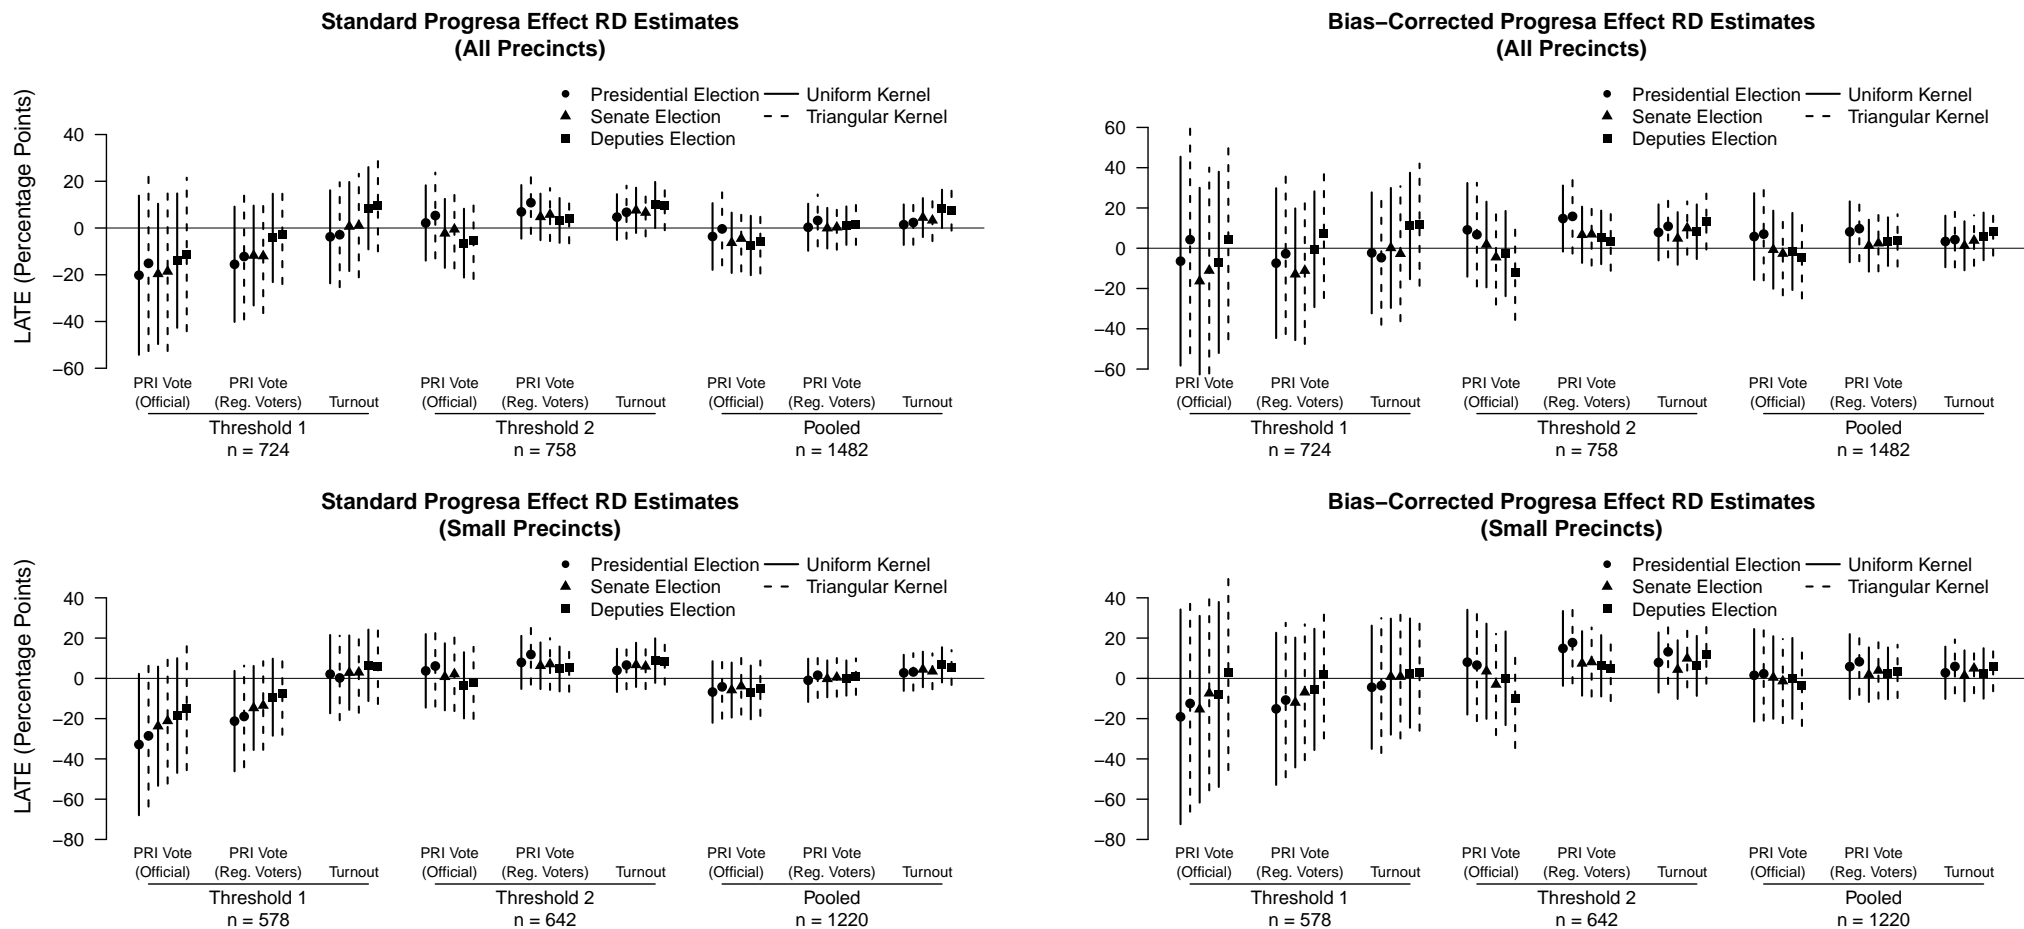 Standard Progresa Effect RD Estimates
(All Precincts)
Presidential Election
Senate Election
Deputies Election
Uniform Kernel
Triangular Kernel
LATE (Percentage Points)
40
20
0
−20
−40
−60
PRI Vote PRI Vote PRI Vote PRI Vote PRI Vote PRI Vote
(Official) (Reg. Voters) Turnout (Official) (Reg. Voters) Turnout (Official) (Reg. Voters) Turnout
Threshold 1 Threshold 2 Pooled
n = 724 n = 758 n = 1482
Bias−Corrected Progresa Effect RD Estimates
(All Precincts)
Presidential Election
Senate Election
Deputies Election
Uniform Kernel
Triangular Kernel
60
40
20
0
−20
−40
−60
PRI Vote PRI Vote PRI Vote PRI Vote PRI Vote PRI Vote
(Official) (Reg. Voters) Turnout (Official) (Reg. Voters) Turnout (Official) (Reg. Voters) Turnout
Threshold 1 Threshold 2 Pooled
n = 724 n = 758 n = 1482
Standard Progresa Effect RD Estimates
(Small Precincts)
Presidential Election
Senate Election
Deputies Election
Uniform Kernel
Triangular Kernel
LATE (Percentage Points)
40
20
0
−20
−40
−60
−80
PRI Vote PRI Vote PRI Vote PRI Vote PRI Vote PRI Vote
(Official) (Reg. Voters) Turnout (Official) (Reg. Voters) Turnout (Official) (Reg. Voters) Turnout
Threshold 1 Threshold 2 Pooled
n = 578 n = 642 n = 1220
Bias−Corrected Progresa Effect RD Estimates
(Small Precincts)
Presidential Election
Senate Election
Deputies Election
Uniform Kernel
Triangular Kernel
40
20
0
−20
−40
−60
−80
PRI Vote PRI Vote PRI Vote PRI Vote PRI Vote PRI Vote
(Official) (Reg. Voters) Turnout (Official) (Reg. Voters) Turnout (Official) (Reg. Voters) Turnout
Threshold 1 Threshold 2 Pooled
n = 578 n = 642 n = 1220